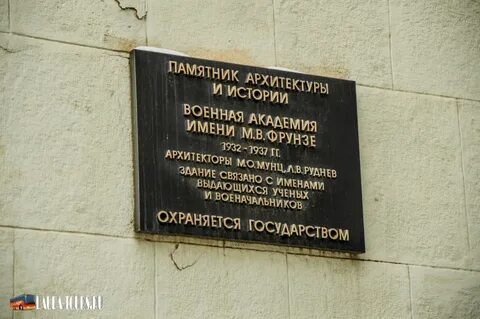 ПАМЯТНИК АРХИТЕКТУРЫ
И ИСТОРИИ
ВОЕННАЯ АКАДЕМИЯ
ИМЕНИ М.В.ФРУНЗЕ
1932-1937 ГГ.
АРХИТЕКТОРЫ М.О.МУНЦ, Л.В.РУДНЕВ
ЗДАНИЕ СВЯЗАНО С ИМЕНАМИ
ВЫДАЮЩИХСЯ УЧЕНЫХ
И ВОЕНАЧАЛЬНИКОВ
ОХРАНЯЕТСЯ ГОСУДАРСТВОМ